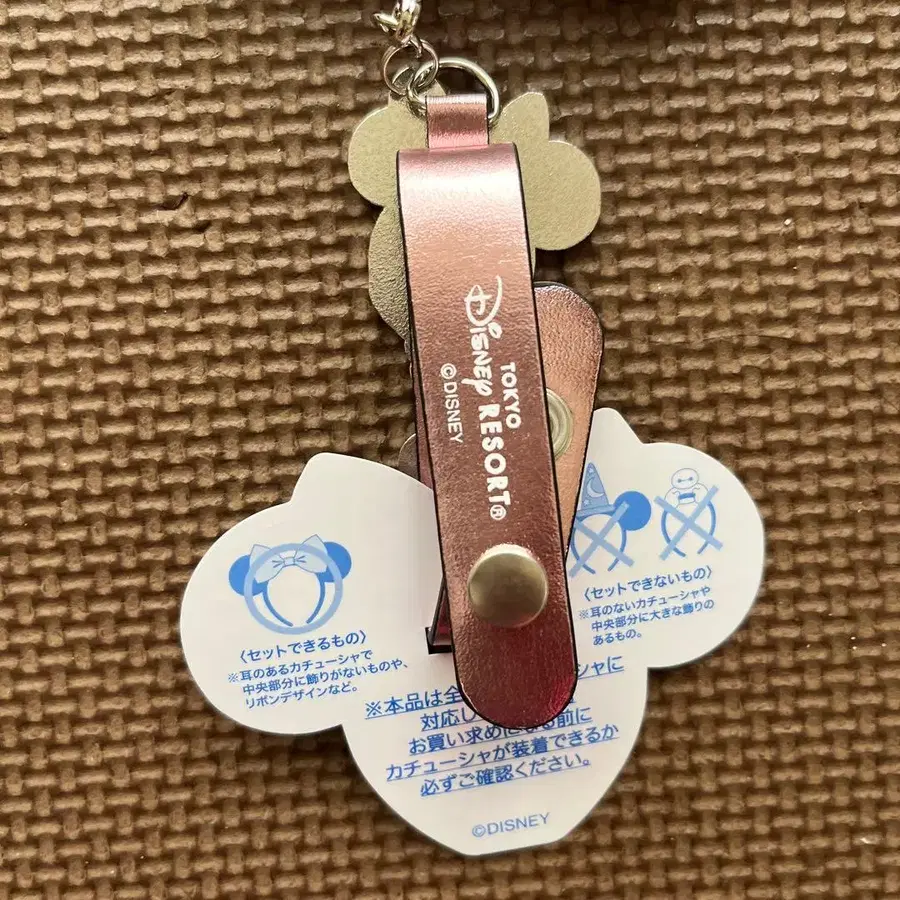 TOKYO
Disney RESORT®
©DISNEY
〈セットできるもの〉
※耳のあるカチューシャで
中央部分に飾りがないものや、
リボンデザインなど。
〈セットできないもの〉
※耳のないカチューシャや
中央部分に大きな飾りの
あるもの。
※本品は全 シャに
対応し
お買い求め 前に
カチューシャが装着できるか
必ずご確認ください。
©DISNEY